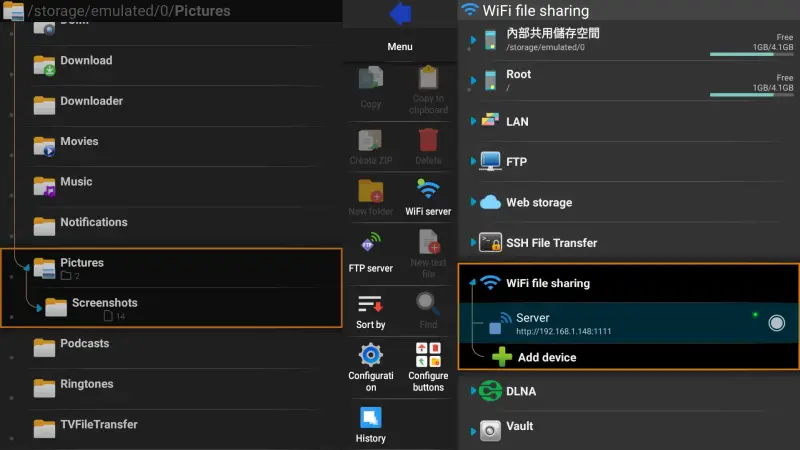 /storage/emulated/0/Pictures
Download
Downloader
Movies
Music
Notifications
Pictures
2
Screenshots
14
Podcasts
Ringtones
TVFileTransfer
Menu
Copy
Copy to
clipboard
Create ZIP
Delete
New folder
WiFi server
FTP server
New text
file
Sort by
Find
Configurati
on
Configure
buttons
History
WiFi file sharing
內部共用儲存空間
/storage/emulated/0
Free
1GB/4.1GB
Root
/
Free
1GB/4.1GB
LAN
FTP
Web storage
SSH File Transfer
WiFi file sharing
Server
http://192.168.1.148:1111
Add device
DLNA
Vault